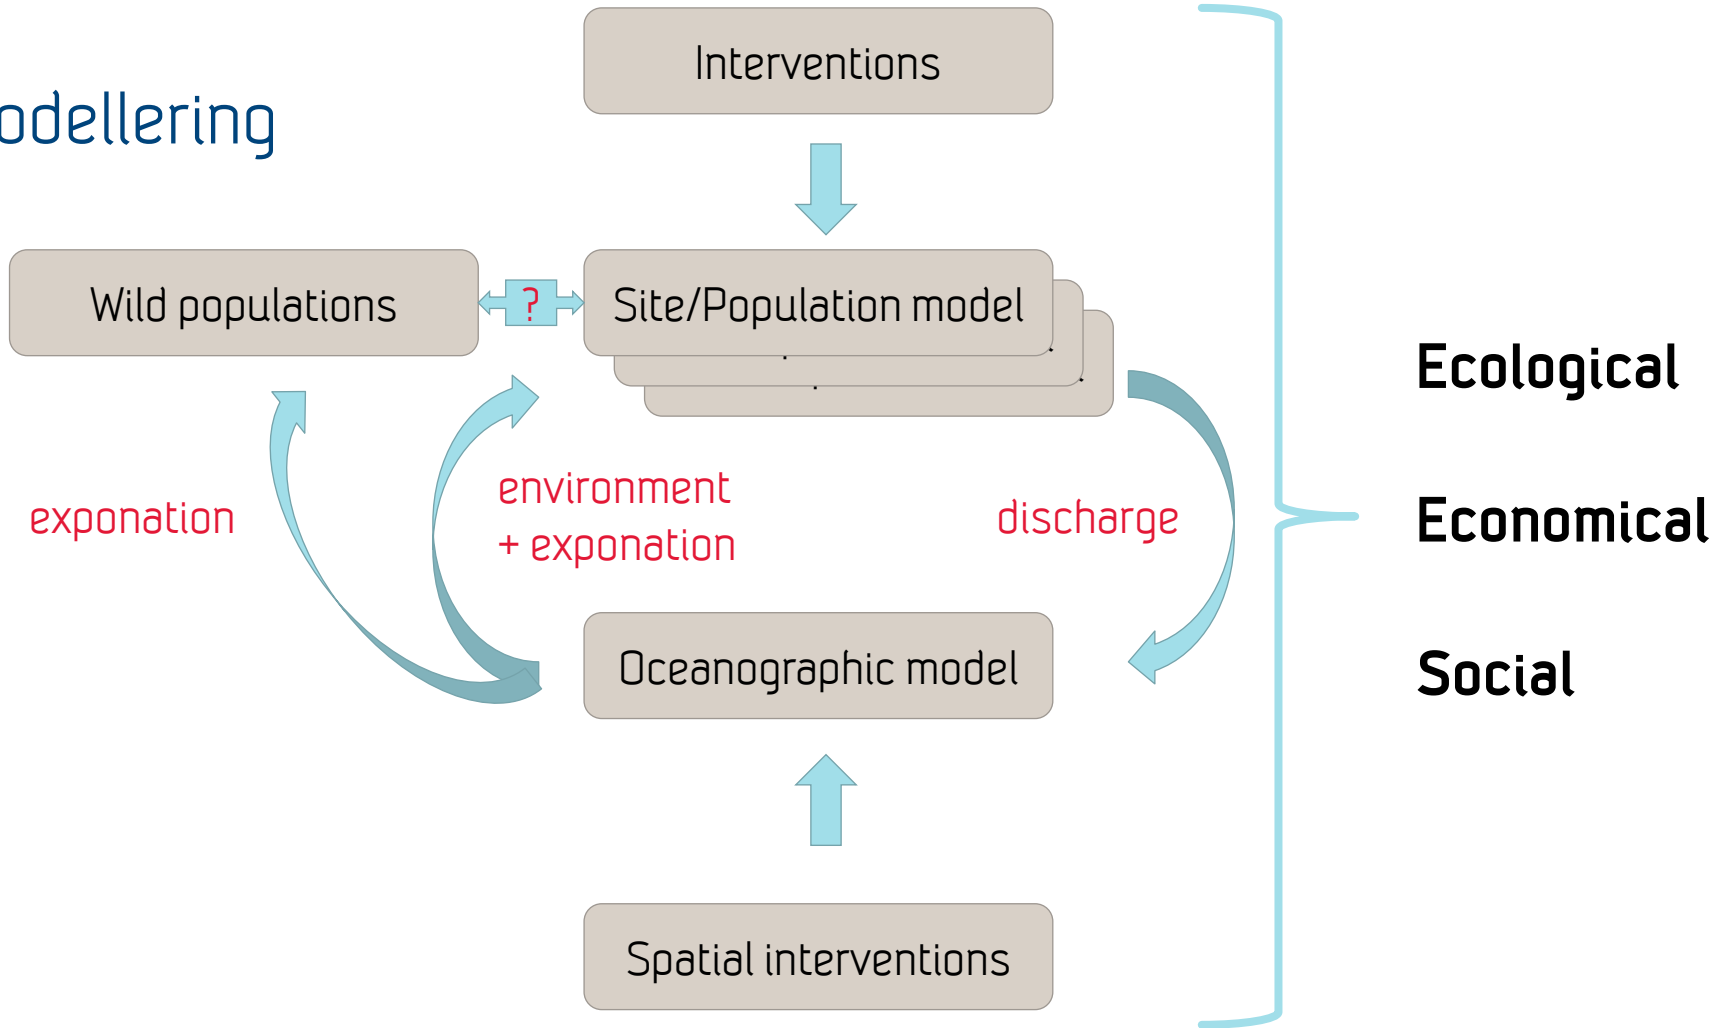 Interventions
odellering
Wild populations
?
Site/Population model
Ecological
environment
+ exponation
exponation
discharge
Economical
Oceanographic model
Social
Spatial interventions